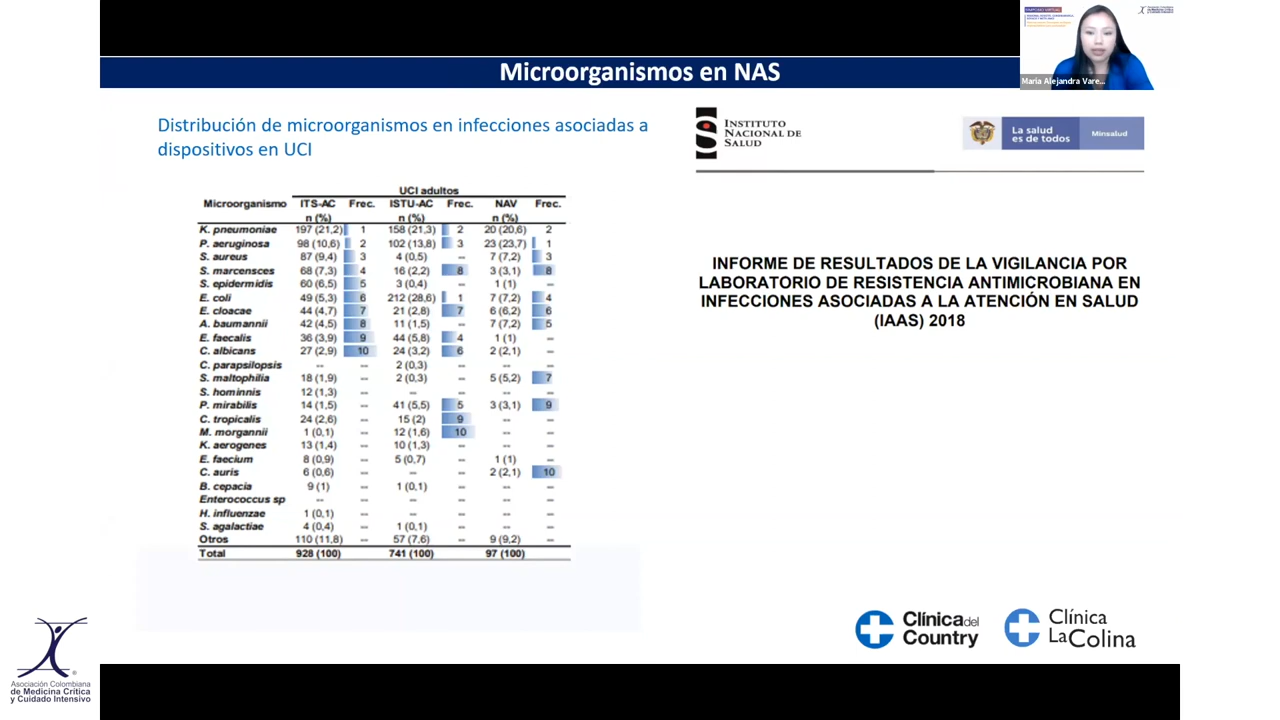 Microorganismos en NAS
Maria Alejandra Vare...
Distribución de microorganismos en infecciones asociadas a
dispositivos en UCI
INSTITUTO
NACIONAL DE
SALUD
La salud
es de todos
Minsalud
UCI adultos
Microorganismo ITS-AC Frec. ISTU-AC Frec. NAV Frec.
n (%) n (%) n (%)
K. pneumoniae 197 (21,2) 1 158 (21,3) 2 20 (20,6) 2
P. aeruginosa 98 (10,6) 2 102 (13,8) 3 23 (23,7) 1
S. aureus 87 (9,4) 3 4 (0,5) -- 7 (7,2) 3
S. marcensces 68 (7,3) 4 16 (2,2) 8 3 (3,1) 8
S. epidermidis 60 (6,5) 5 3 (0,4) -- 1 (1) --
E. coli 49 (5,3) 6 212 (28,6) 1 7 (7,2) 4
E. cloacae 44 (4,7) 7 21 (2,8) 7 6 (6,2) 6
A. baumannii 42 (4,5) 8 11 (1,5) -- 7 (7,2) 5
E. faecalis 36 (3,9) 9 44 (5,8) 4 1 (1) --
C. albicans 27 (2,9) 10 24 (3,2) 6 2 (2,1) --
C. parapsilopsis -- -- 2 (0,3) -- -- --
S. maltophilia 18 (1,9) -- 2 (0,3) -- 5 (5,2) 7
S. hominnis 12 (1,3) -- -- -- -- --
P. mirabilis 14 (1,5) -- 41 (5,5) 5 3 (3,1) 9
C. tropicalis 24 (2,6) -- 15 (2) 9 -- --
M. morgannii 1 (0,1) -- 12 (1,6) 10 -- --
K. aerogenes 13 (1,4) -- 10 (1,3) -- -- --
E. faecium 8 (0,9) -- 5 (0,7) -- 1 (1) --
C. auris 6 (0,6) -- -- -- 2 (2,1) 10
B. cepacia 9 (1) -- 1 (0,1) -- -- --
Enterococcus sp -- -- -- -- -- --
H. influenzae 1 (0,1) -- -- -- -- --
S. agalactiae 4 (0,4) -- 1 (0,1) -- -- --
Otros 110 (11,8) -- 57 (7,6) -- 9 (9,2) --
Total 928 (100) 741 (100) 97 (100)
INFORME DE RESULTADOS DE LA VIGILANCIA POR
LABORATORIO DE RESISTENCIA ANTIMICROBIANA EN
INFECCIONES ASOCIADAS A LA ATENCIÓN EN SALUD
(IAAS) 2018
Clínica del
Country
Clínica
La Colina
Asociación Colombiana
de Medicina Crítica
y Cuidado Intensivo